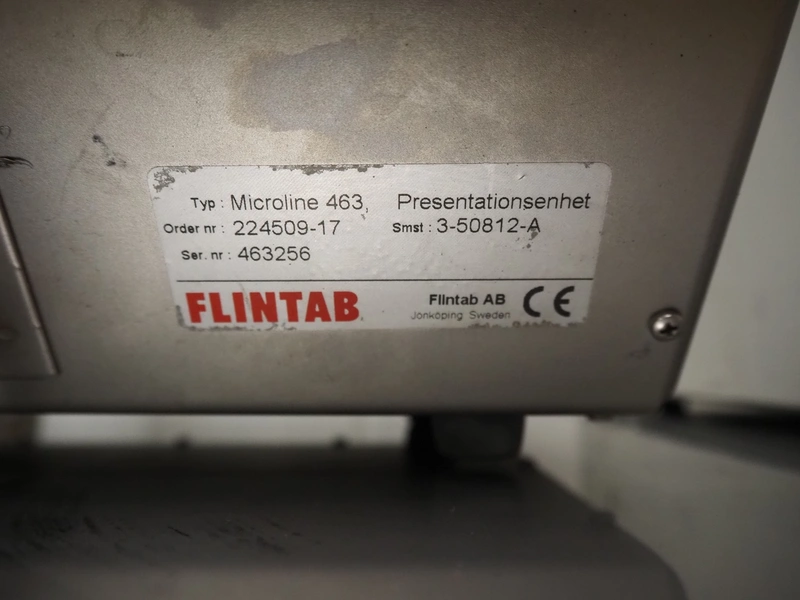 Typ : Microline 463, Presentationsenhet
Order nr : 224509-17 Smst : 3-50812-A
Ser. nr : 463256
FLINTAB Flintab AB CE
Jönköping Sweden